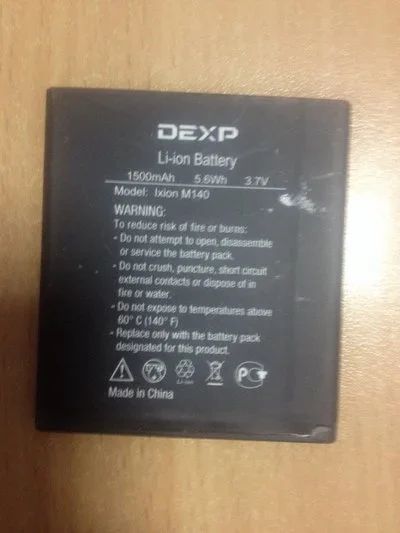 DEXP
Li-ion Battery
1500mAh 5.6Wh 3.7V
Model: Ixion M140
WARNING:
To reduce risk of fire or burns:
- Do not attempt to open, disassemble
or service the battery pack.
- Do not crush, puncture, short circuit
external contacts or dispose of in
fire or water.
- Do not expose to temperatures above
60° C (140° F)
- Replace only with the battery pack
designated for this product.
Li-ion
Made in China